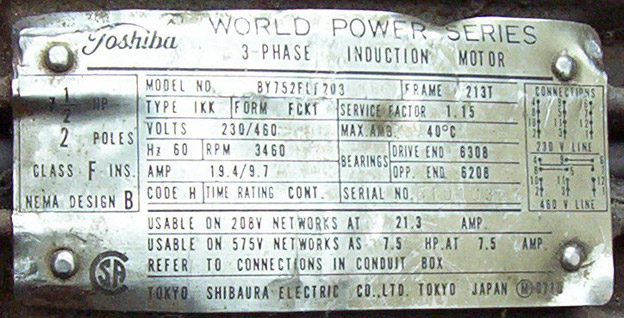 Toshiba WORLD POWER SERIES
3-PHASE INDUCTION MOTOR
7 1/2 HP
2 POLES
CLASS F INS.
NEMA DESIGN B
MODEL NO. BY752FLF203 FRAME 213T
TYPE IKK FORM FCK1 SERVICE FACTOR 1.15
VOLTS 230/460 MAX. AMB. 40°C
Hz 60 RPM 3460 BEARINGS DRIVE END 6308
AMP 19.4/9.7 OPP. END 6208
CODE H TIME RATING CONT. SERIAL NO.
CONNECTIONS
230 V LINE
460 V LINE
USABLE ON 208V NETWORKS AT 21.3 AMP.
USABLE ON 575V NETWORKS AS 7.5 HP. AT 7.5 AMP.
REFER TO CONNECTIONS IN CONDUIT BOX
TOKYO SHIBAURA ELECTRIC CO., LTD. TOKYO JAPAN